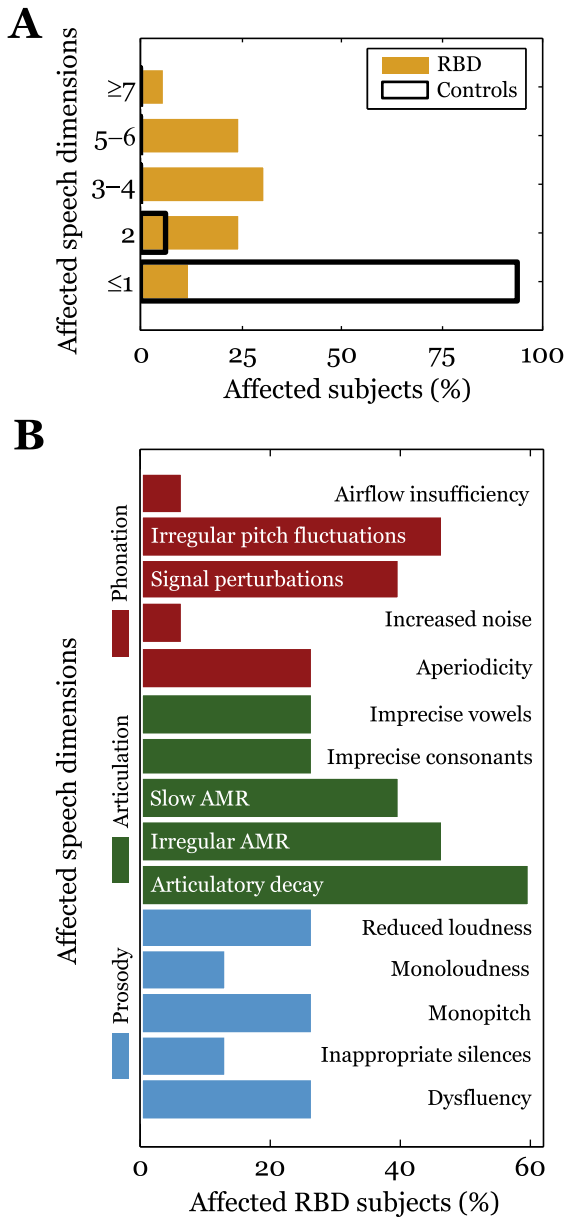 A
Affected speech dimensions
RBD
Controls
≥7
5–6
3–4
2
≤1
0 25 50 75 100
Affected subjects (%)
B
Affected speech dimensions
Phonation
Articulation
Prosody
Airflow insufficiency
Irregular pitch fluctuations
Signal perturbations
Increased noise
Aperiodicity
Imprecise vowels
Imprecise consonants
Slow AMR
Irregular AMR
Articulatory decay
Reduced loudness
Monoloudness
Monopitch
Inappropriate silences
Dysfluency
0 20 40 60
Affected RBD subjects (%)